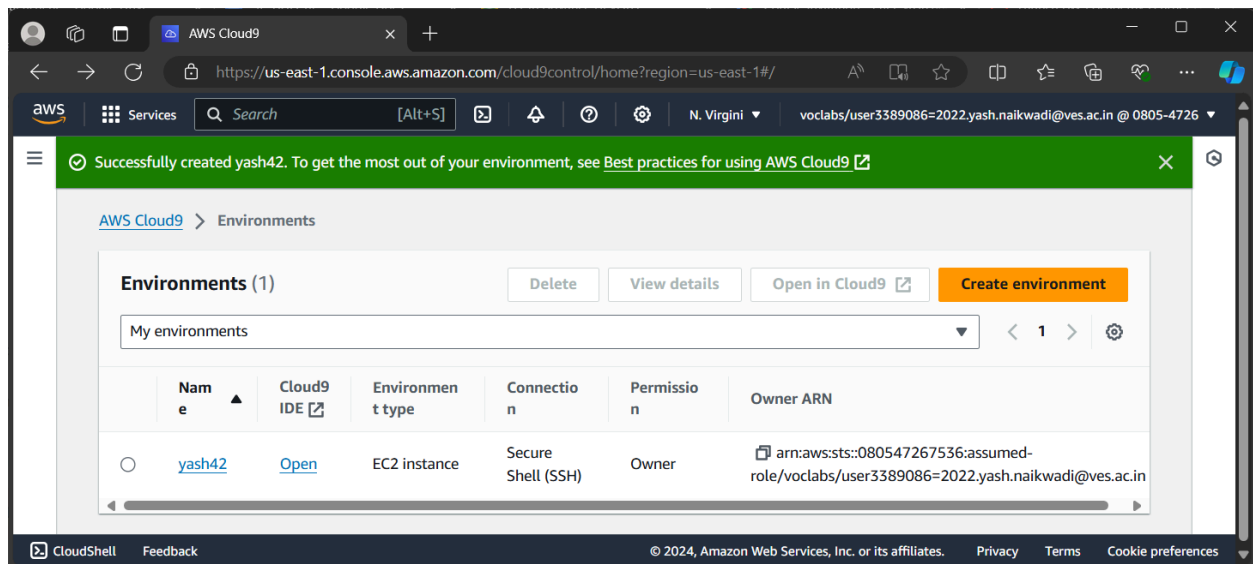 AWS Cloud9
https://us-east-1.console.aws.amazon.com/cloud9control/home?region=us-east-1#/
aws Services Search [Alt+S] N. Virgini voclabs/user3389086=2022.yash.naikwadi@ves.ac.in @ 0805-4726
Successfully created yash42. To get the most out of your environment, see Best practices for using AWS Cloud9
AWS Cloud9 > Environments
Environments (1) Delete View details Open in Cloud9 Create environment
My environments 1
Nam
e
Cloud9
IDE
Environmen
t type
Connectio
n
Permissio
n
Owner ARN
yash42
Open
EC2 instance
Secure
Shell (SSH)
Owner
arn:aws:sts::080547267536:assumed-
role/voclabs/user3389086=2022.yash.naikwadi@ves.ac.in
CloudShell Feedback © 2024, Amazon Web Services, Inc. or its affiliates. Privacy Terms Cookie preferences